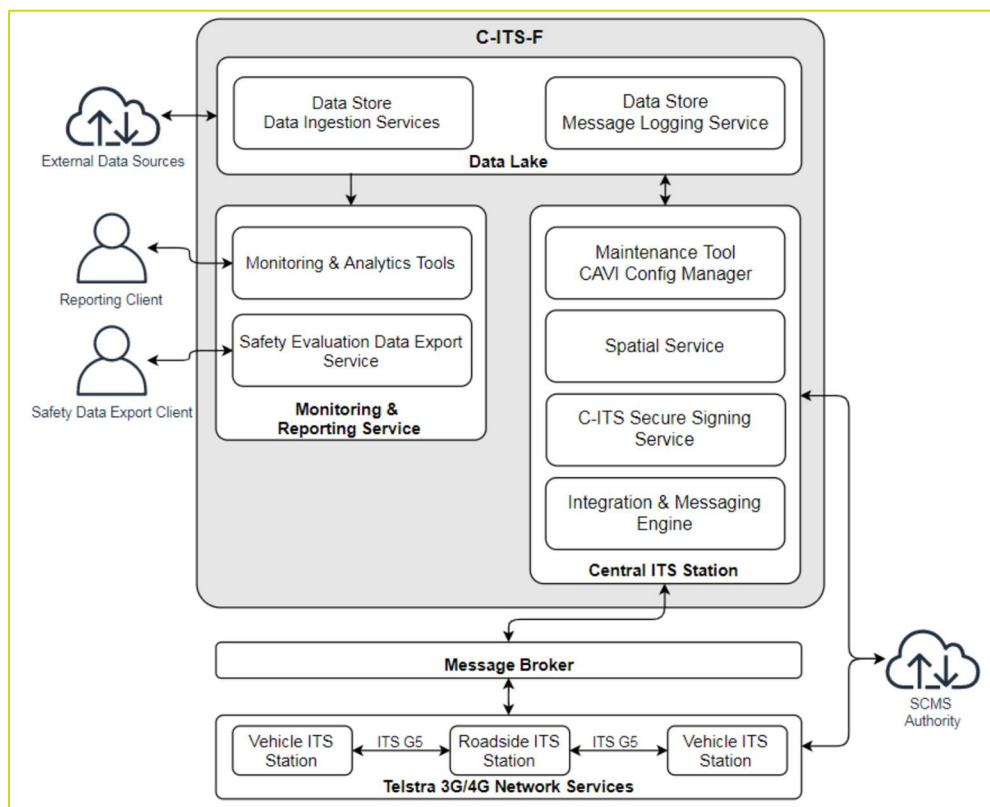 C-ITS-F
Data Store
Data Ingestion Services
Data Store
Message Logging Service
Data Lake
External Data Sources
Monitoring & Analytics Tools
Reporting Client
Safety Evaluation Data Export
Service
Safety Data Export Client
Monitoring &
Reporting Service
Maintenance Tool
CAVI Config Manager
Spatial Service
C-ITS Secure Signing
Service
Integration & Messaging
Engine
Central ITS Station
Message Broker
SCMS
Authority
Vehicle ITS
Station
ITS G5
Roadside ITS
Station
ITS G5
Vehicle ITS
Station
Telstra 3G/4G Network Services